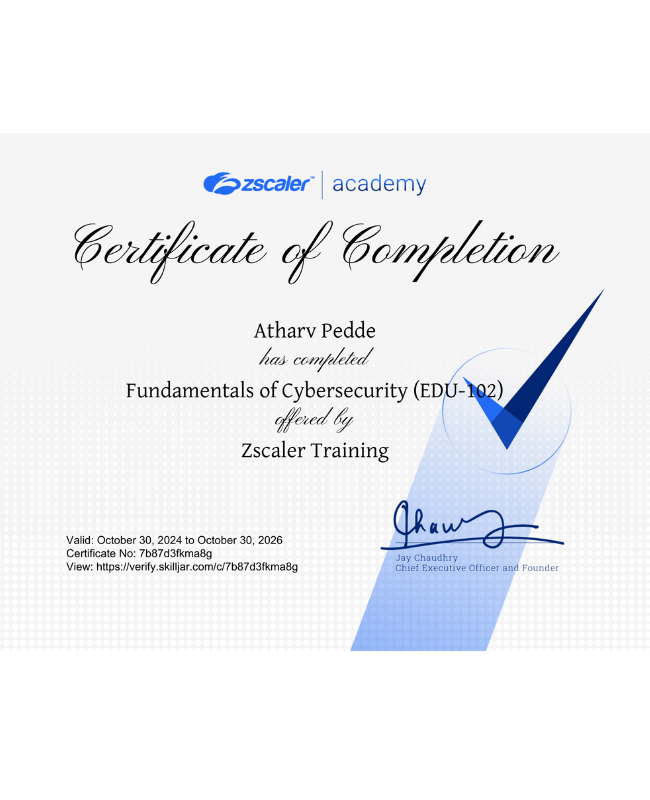 zscaler™ | academy
Certificate of Completion
Atharv Pedde
has completed
Fundamentals of Cybersecurity (EDU-102)
offered by
Zscaler Training
Valid: October 30, 2024 to October 30, 2026
Certificate No: 7b87d3fkma8g
View: https://verify.skilljar.com/c/7b87d3fkma8g
Jay Chaudhry
Chief Executive Officer and Founder